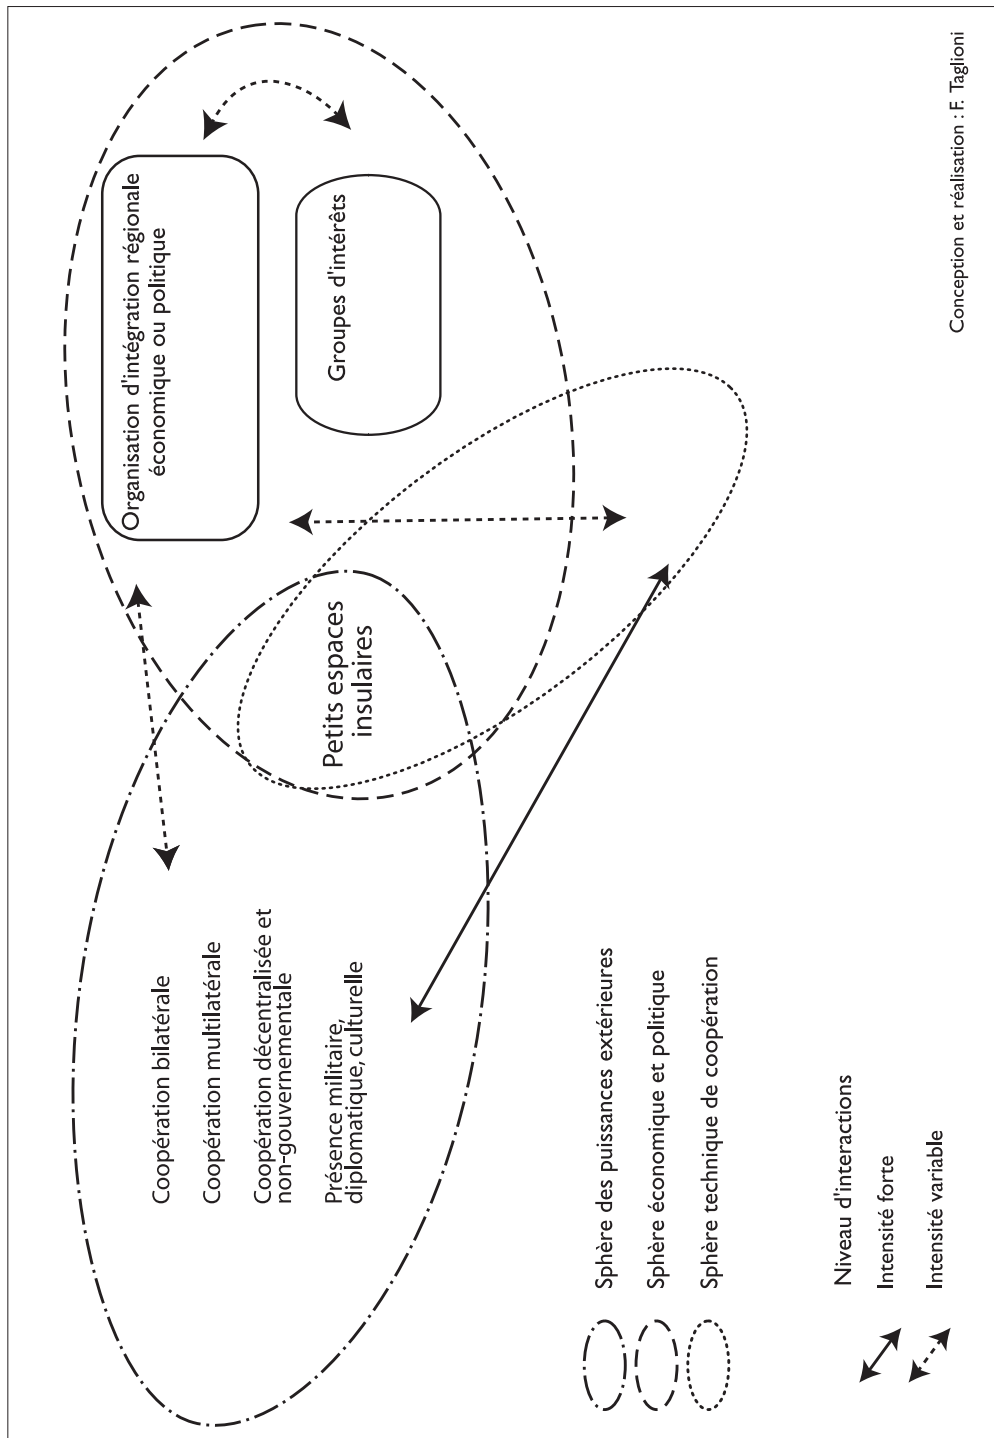 Coopération bilatérale
Coopération multilatérale
Coopération décentralisée et
non-gouvernementale
Présence militaire,
diplomatique, culturelle
Petits espaces
insulaires
Organisation d'intégration régionale
économique ou politique
Groupes d'intérêts
Sphère des puissances extérieures
Sphère économique et politique
Sphère technique de coopération
Niveau d'interactions
Intensité forte
Intensité variable
Conception et réalisation : F. Taglioni